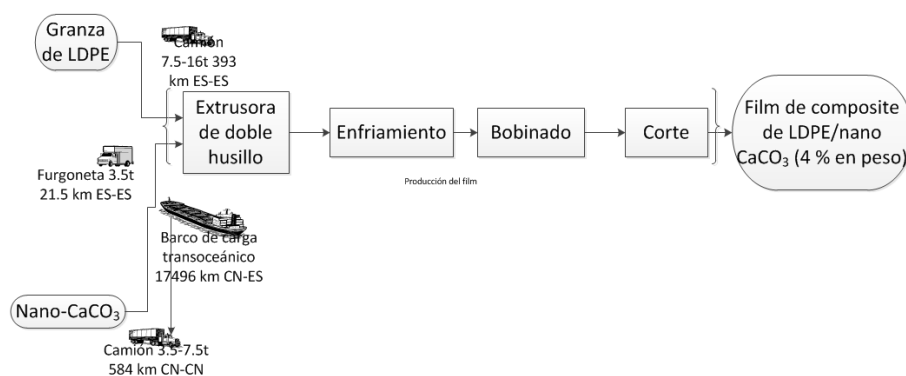 Granza
de LDPE
Camión
7.5-16t 393
km ES-ES
Extrusora
de doble
husillo
Enfriamiento
Bobinado
Corte
Film de composite
de LDPE/nano
CaCO₃ (4 % en peso)
Producción del film
Furgoneta 3.5t
21.5 km ES-ES
Barco de carga
transoceánico
17496 km CN-ES
Nano-CaCO₃
Camión 3.5-7.5t
584 km CN-CN